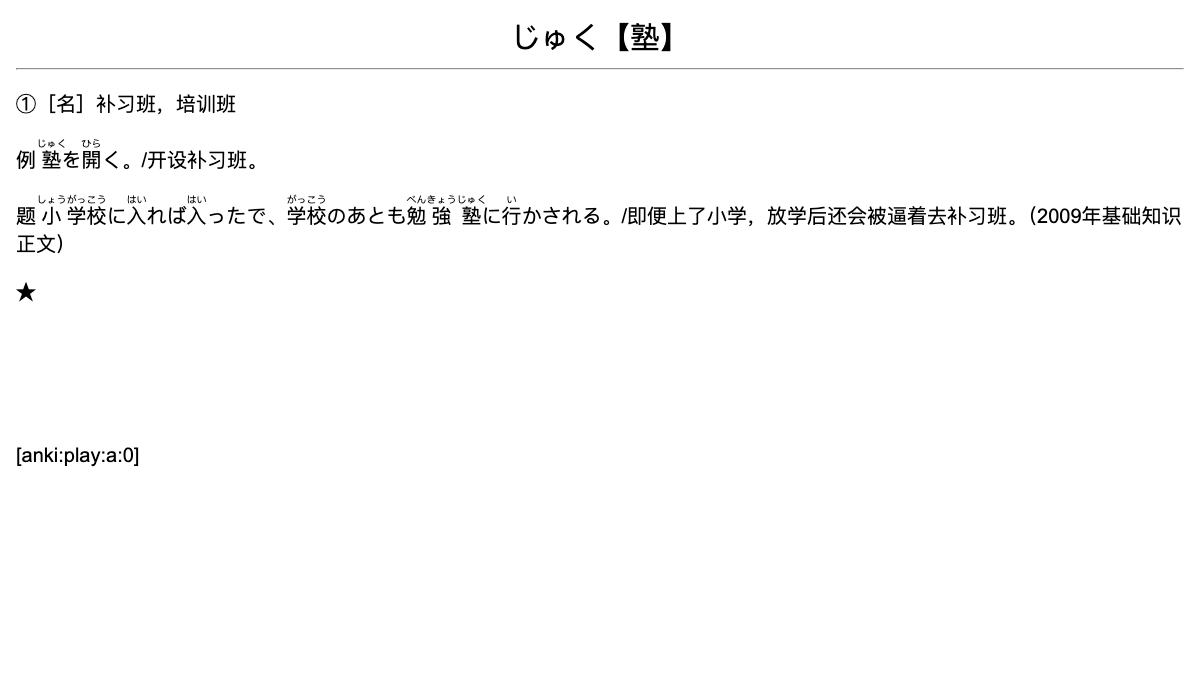 じゅく【塾】
①［名］补习班，培训班
じゅく ひら
例 塾を開く。/开设补习班。
しょうがっこう はい はい がっこう べんきょうじゅく い
题 小学校に入れば入ったで、学校のあとも勉強塾に行かされる。/即便上了小学，放学后还会被逼着去补习班。（2009年基础知识
正文）
★
[anki:play:a:0]